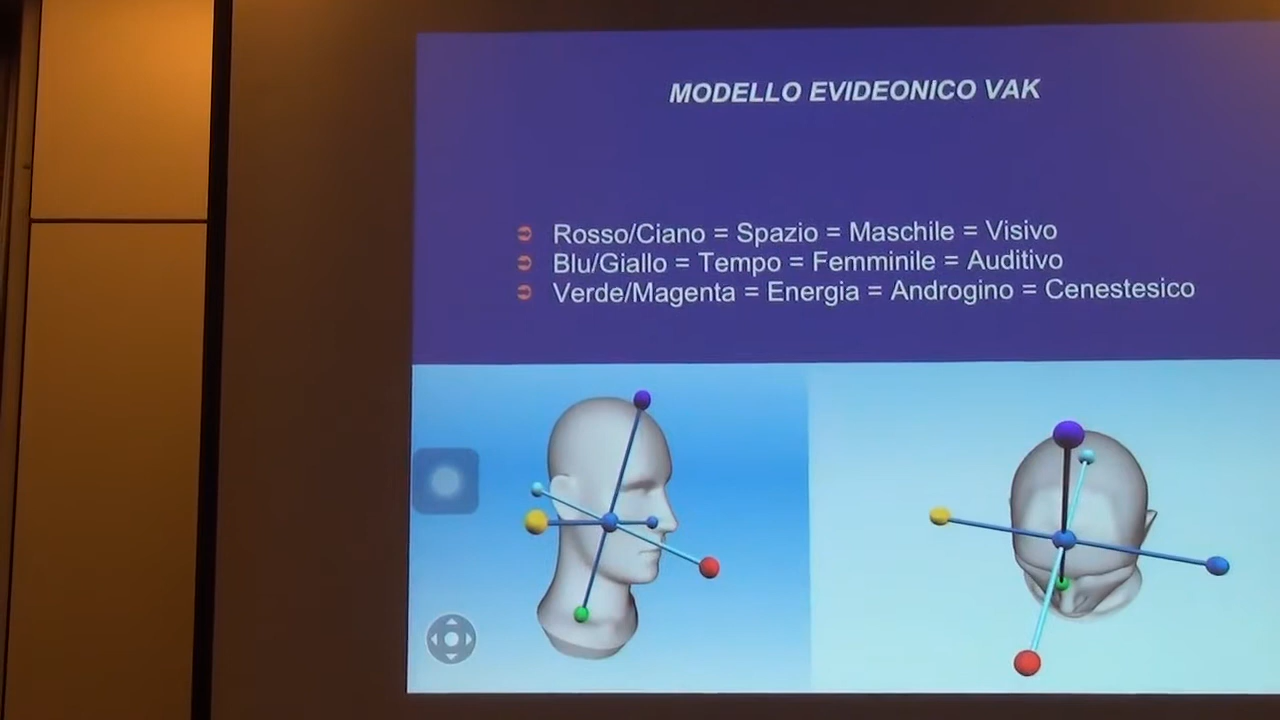 MODELLO EVIDEONICO VAK
Rosso/Ciano = Spazio = Maschile = Visivo
Blu/Giallo = Tempo = Femminile = Auditivo
Verde/Magenta = Energia = Androgino = Cenestesico